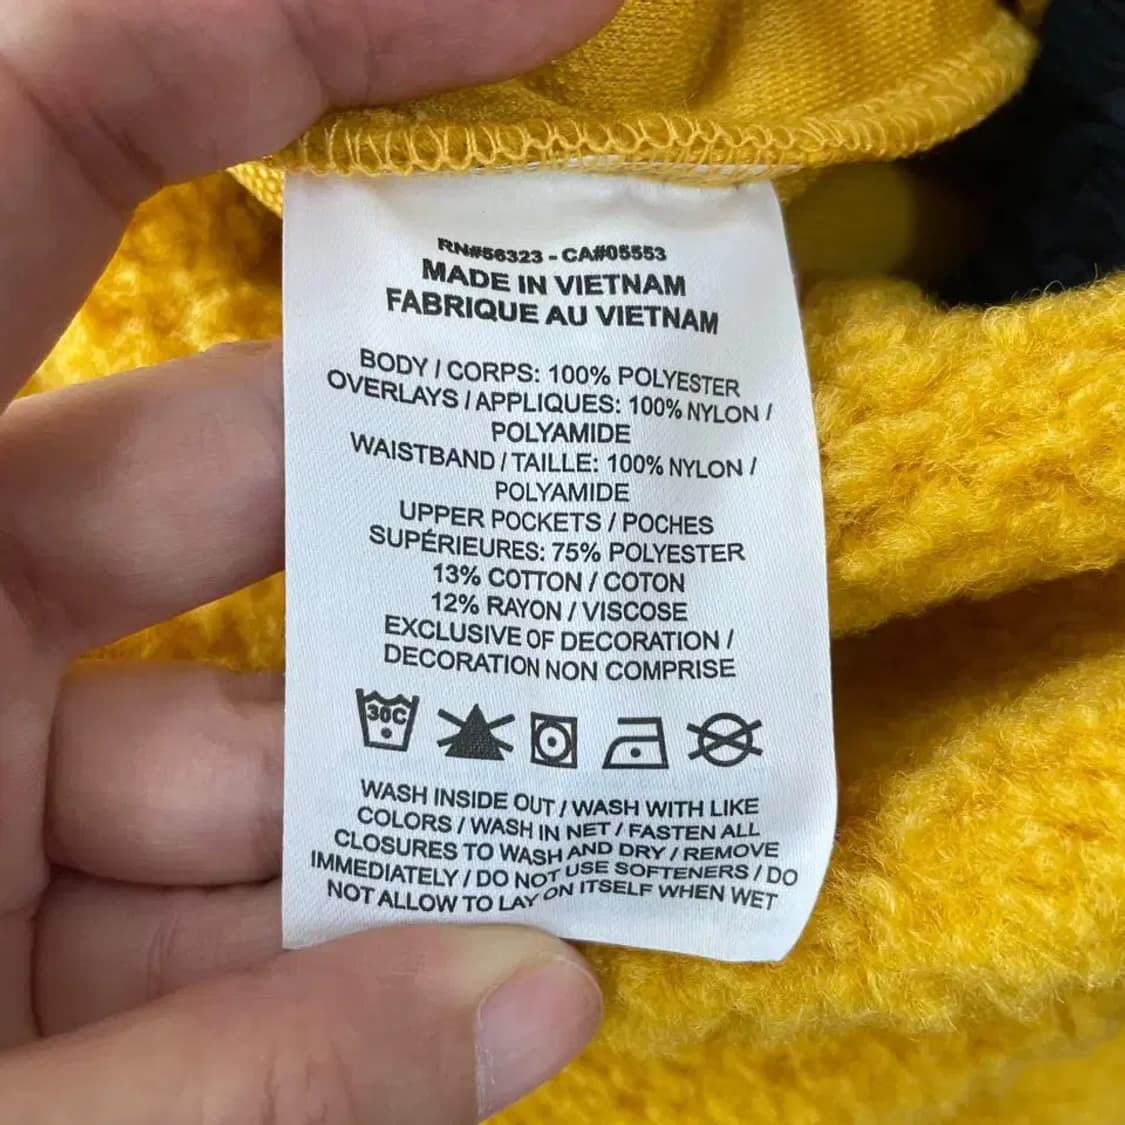 RN#56323 - CA#05553
MADE IN VIETNAM
FABRIQUE AU VIETNAM
BODY / CORPS: 100% POLYESTER
OVERLAYS / APPLIQUES: 100% NYLON /
POLYAMIDE
WAISTBAND / TAILLE: 100% NYLON /
POLYAMIDE
UPPER POCKETS / POCHES
SUPÉRIEURES: 75% POLYESTER
13% COTTON / COTON
12% RAYON / VISCOSE
EXCLUSIVE OF DECORATION /
DECORATION NON COMPRISE
30C
WASH INSIDE OUT / WASH WITH LIKE
COLORS / WASH IN NET / FASTEN ALL
CLOSURES TO WASH AND DRY / REMOVE
IMMEDIATELY / DO NOT USE SOFTENERS / DO
NOT ALLOW TO LAY ON ITSELF WHEN WET